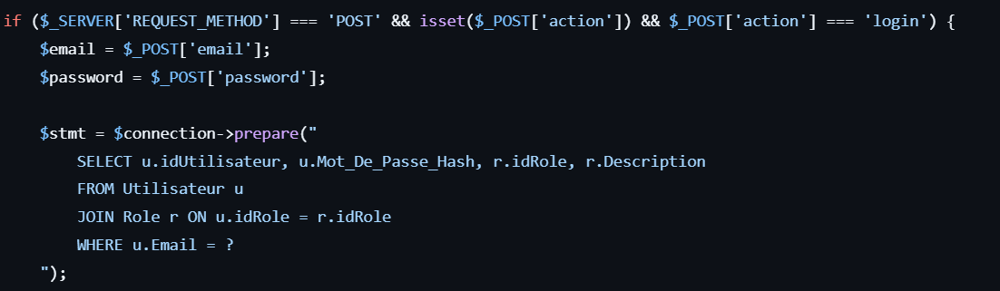 if ($_SERVER['REQUEST_METHOD'] === 'POST' && isset($_POST['action']) && $_POST['action'] === 'login') {
    $email = $_POST['email'];
    $password = $_POST['password'];

    $stmt = $connection->prepare("
        SELECT u.idUtilisateur, u.Mot_De_Passe_Hash, r.idRole, r.Description
        FROM Utilisateur u
        JOIN Role r ON u.idRole = r.idRole
        WHERE u.Email = ?
    ");